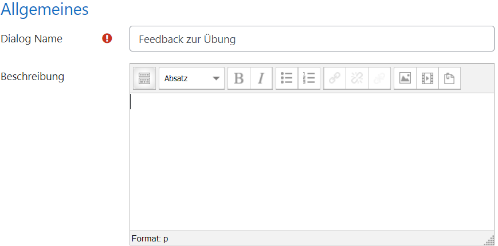 Allgemeines
Dialog Name
Feedback zur Übung
Beschreibung
Absatz
B I
Format: p